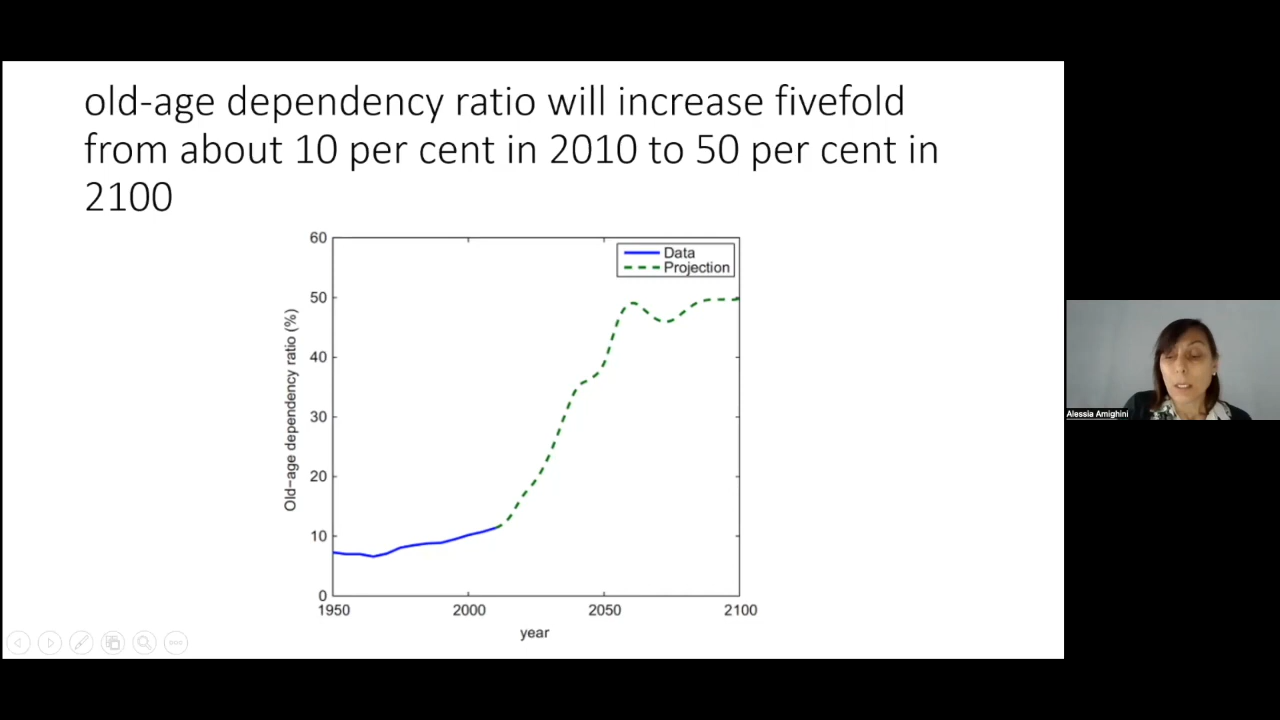 old-age dependency ratio will increase fivefold
from about 10 per cent in 2010 to 50 per cent in
2100
60
50
40
30
20
10
0
Old-age dependency ratio (%)
Data
Projection
1950
2000
2050
2100
year
Alessia Amighini